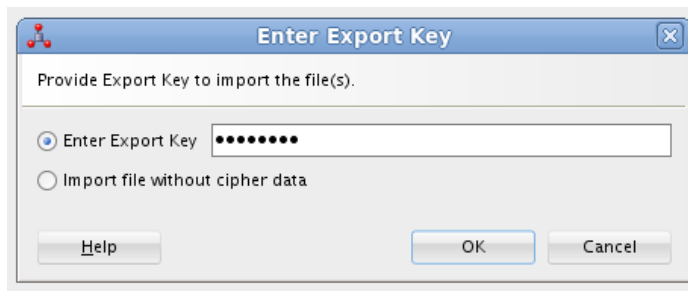 Enter Export Key
Provide Export Key to import the file(s).
Enter Export Key ••••••••
Import file without cipher data
Help OK Cancel